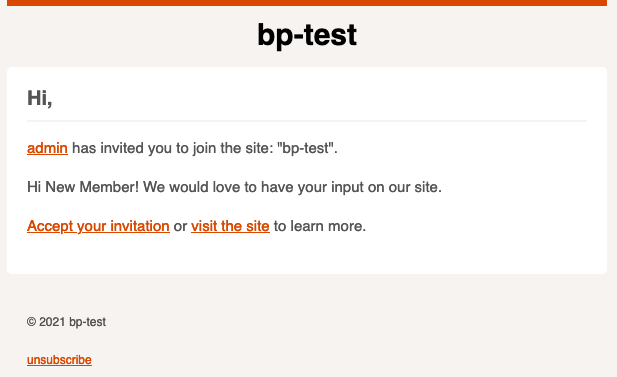 bp-test
Hi,
admin has invited you to join the site: "bp-test".
Hi New Member! We would love to have your input on our site.
Accept your invitation or visit the site to learn more.
© 2021 bp-test
unsubscribe